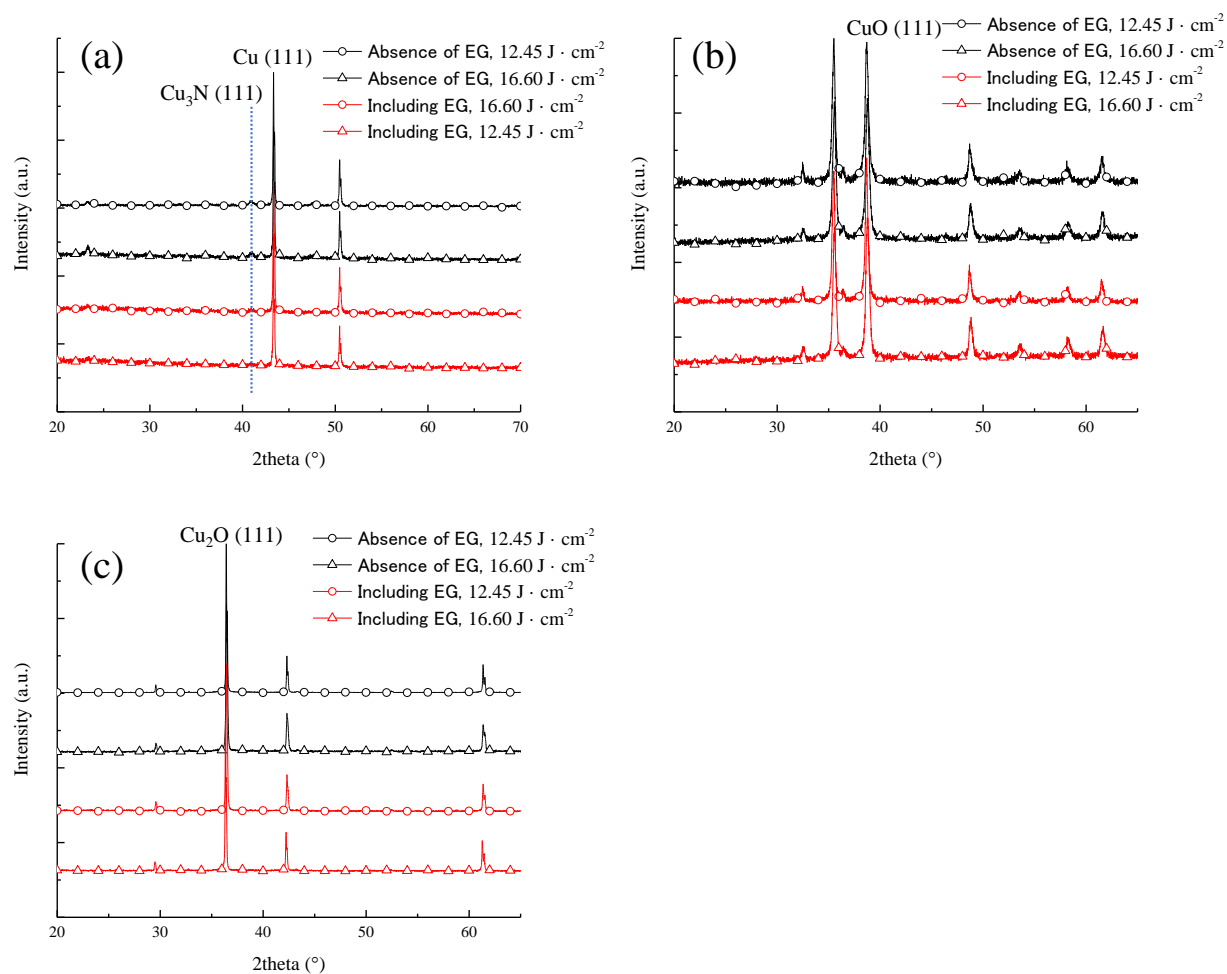 (a)
Cu (111)
Cu₃N (111)
Absence of EG, 12.45 J · cm⁻²
Absence of EG, 16.60 J · cm⁻²
Including EG, 16.60 J · cm⁻²
Including EG, 12.45 J · cm⁻²
Intensity (a.u.)
20 30 40 50 60 70
2theta (°)
(b)
CuO (111)
Absence of EG, 12.45 J · cm⁻²
Absence of EG, 16.60 J · cm⁻²
Including EG, 12.45 J · cm⁻²
Including EG, 16.60 J · cm⁻²
Intensity (a.u.)
20 30 40 50 60
2theta (°)
(c)
Cu₂O (111)
Absence of EG, 12.45 J · cm⁻²
Absence of EG, 16.60 J · cm⁻²
Including EG, 12.45 J · cm⁻²
Including EG, 16.60 J · cm⁻²
Intensity (a.u.)
20 30 40 50 60
2theta (°)